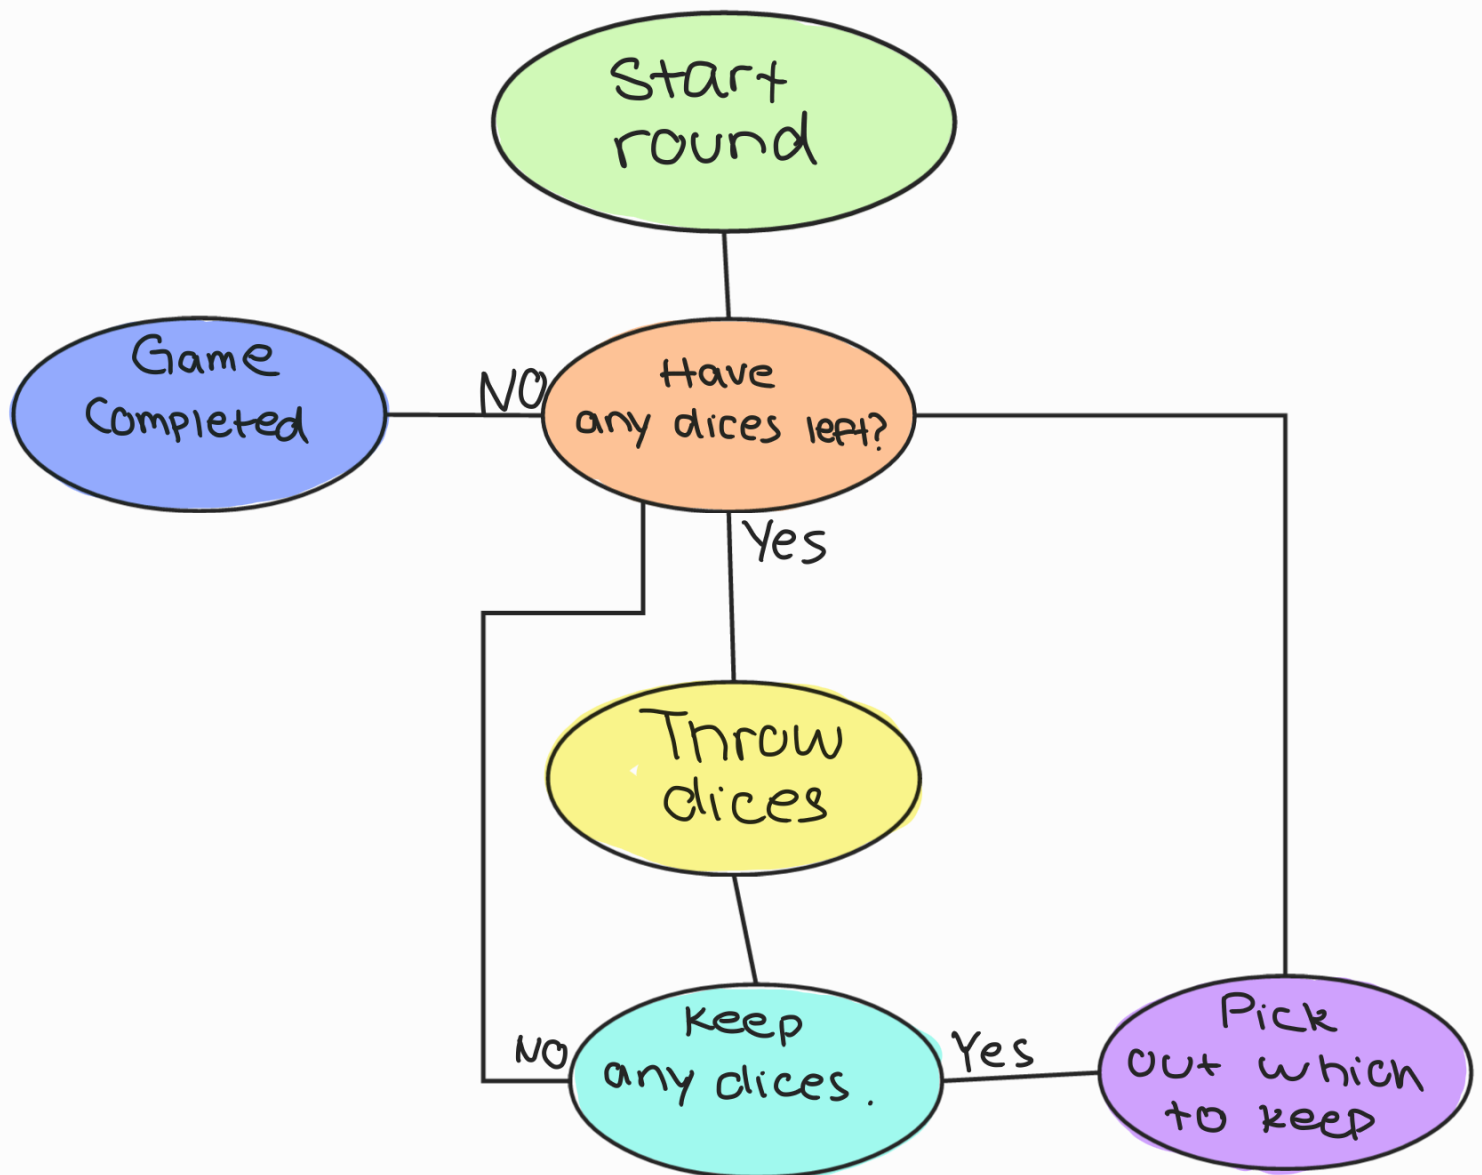 Start
round
Game
Completed
NO
Have
any dices left?
Yes
Throw
dices
Keep
any dices.
NO
Yes
Pick
out which
to keep